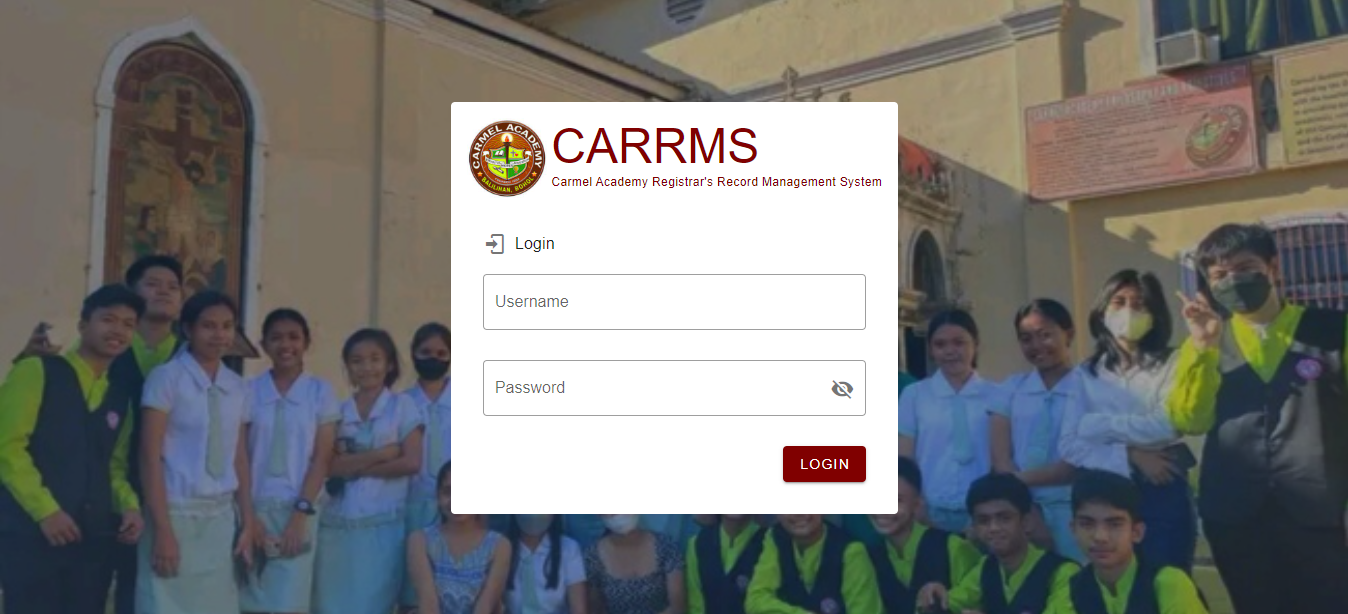 CARMEL ACADEMY
BALILIHAN, BOHOL
CARRMS
Carmel Academy Registrar's Record Management System
Login
Username
Password
LOGIN